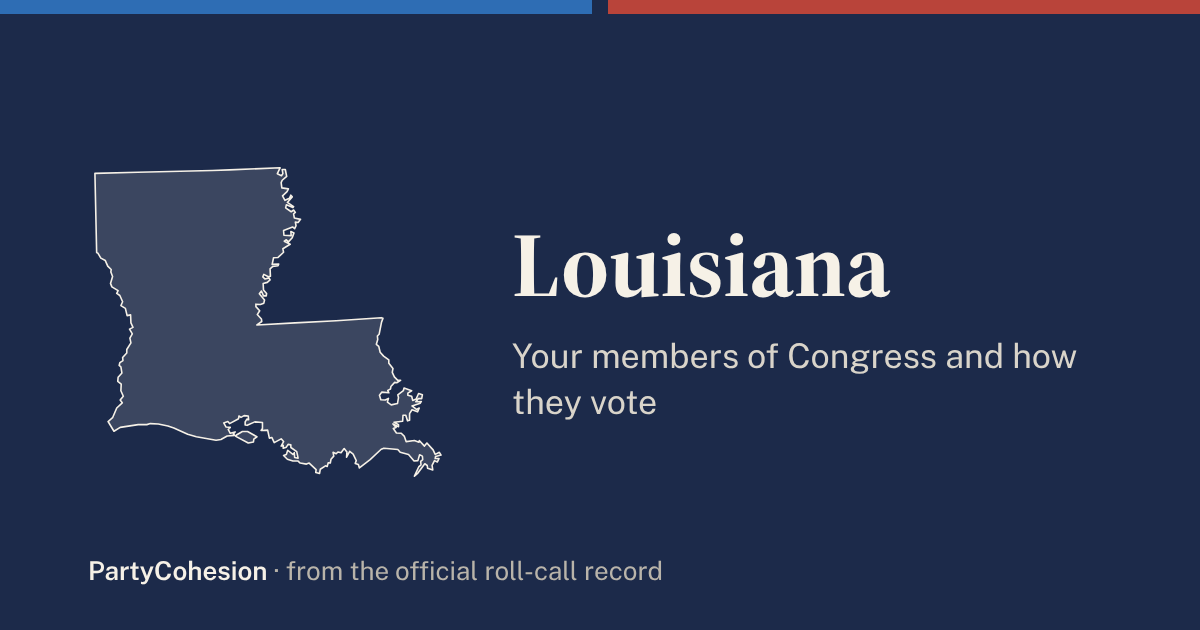 Louisiana
Your members of Congress and how
they vote
PartyCohesion · from the official roll-call record